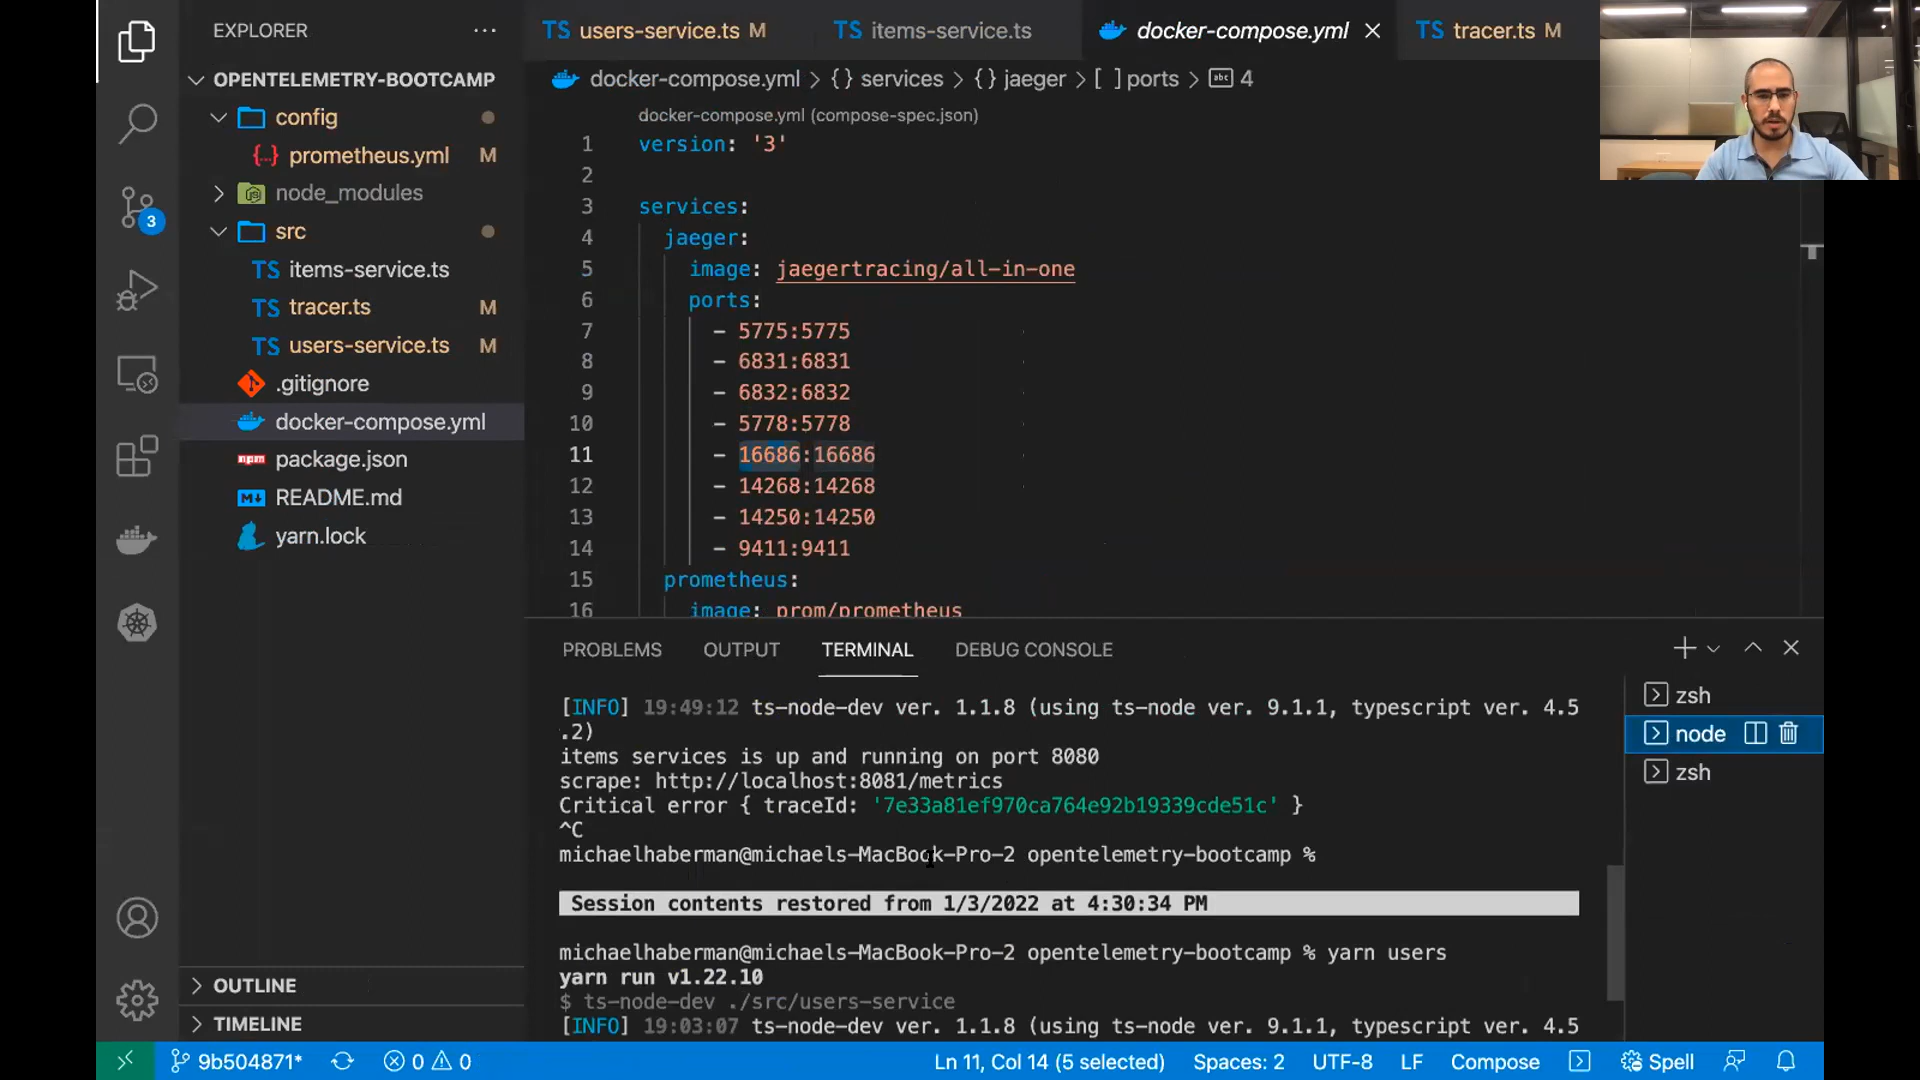 EXPLORER
OPENTELEMETRY-BOOTCAMP
config
prometheus.yml M
node_modules
src
TS items-service.ts
TS tracer.ts M
TS users-service.ts M
.gitignore
docker-compose.yml
package.json
README.md
yarn.lock
OUTLINE
TIMELINE
3
TS users-service.ts M
TS items-service.ts
docker-compose.yml
TS tracer.ts M
docker-compose.yml > {} services > {} jaeger > [ ] ports > abc 4
docker-compose.yml (compose-spec.json)
1 version: '3'
2
3 services:
4 jaeger:
5 image: jaegertracing/all-in-one
6 ports:
7 - 5775:5775
8 - 6831:6831
9 - 6832:6832
10 - 5778:5778
11 - 16686:16686
12 - 14268:14268
13 - 14250:14250
14 - 9411:9411
15 prometheus:
16 image: prom/prometheus
PROBLEMS OUTPUT TERMINAL DEBUG CONSOLE
[INFO] 19:49:12 ts-node-dev ver. 1.1.8 (using ts-node ver. 9.1.1, typescript ver. 4.5
.2)
items services is up and running on port 8080
scrape: http://localhost:8081/metrics
Critical error { traceId: '7e33a81ef970ca764e92b19339cde51c' }
^C
michaelhaberman@michaels-MacBook-Pro-2 opentelemetry-bootcamp %
Session contents restored from 1/3/2022 at 4:30:34 PM
michaelhaberman@michaels-MacBook-Pro-2 opentelemetry-bootcamp % yarn users
yarn run v1.22.10
$ ts-node-dev ./src/users-service
[INFO] 19:03:07 ts-node-dev ver. 1.1.8 (using ts-node ver. 9.1.1, typescript ver. 4.5
zsh
node
zsh
9b504871* 0 0 Ln 11, Col 14 (5 selected) Spaces: 2 UTF-8 LF Compose Spell